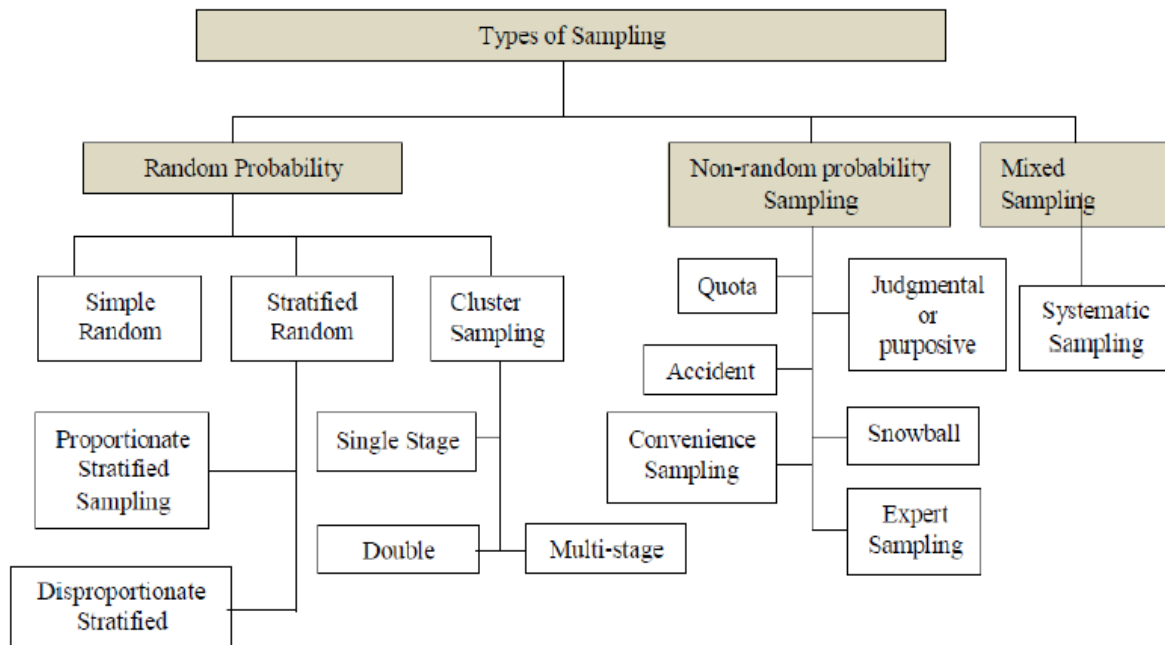 Types of Sampling
Random Probability
Non-random probability
Sampling
Mixed
Sampling
Simple
Random
Stratified
Random
Cluster
Sampling
Quota
Judgmental
or
purposive
Systematic
Sampling
Accident
Proportionate
Stratified
Sampling
Single Stage
Convenience
Sampling
Snowball
Double
Multi-stage
Expert
Sampling
Disproportionate
Stratified